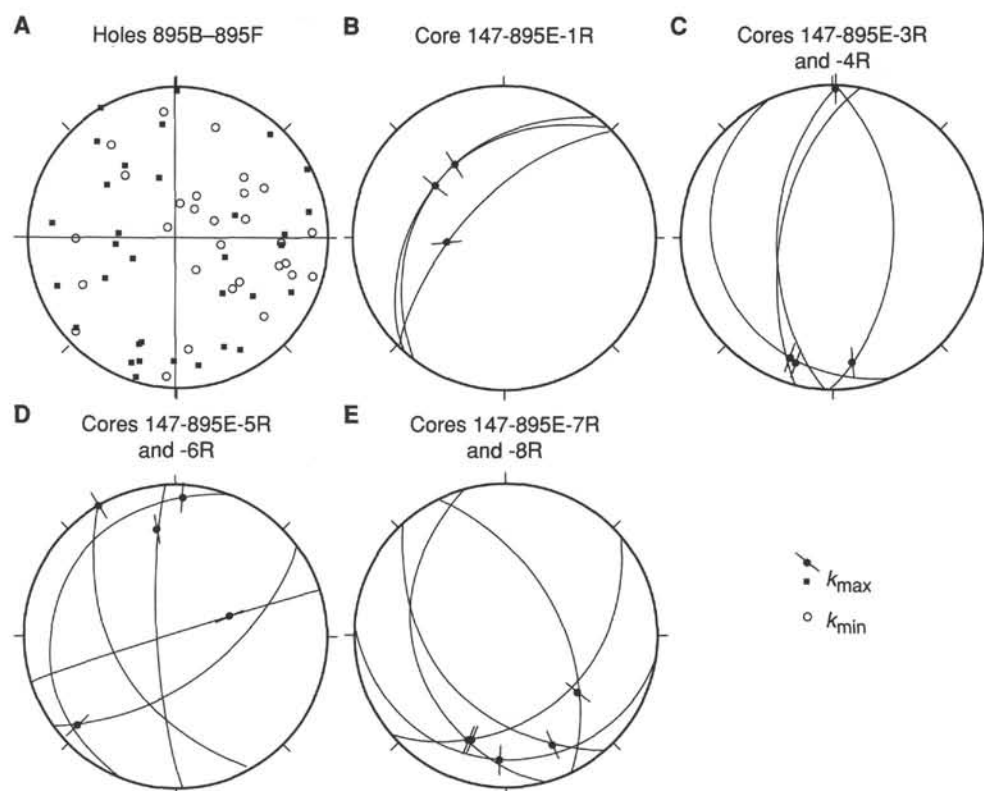 A
Holes 895B–895F
B
Core 147-895E-1R
C
Cores 147-895E-3R
and -4R
D
Cores 147-895E-5R
and -6R
E
Cores 147-895E-7R
and -8R
kmax
kmin